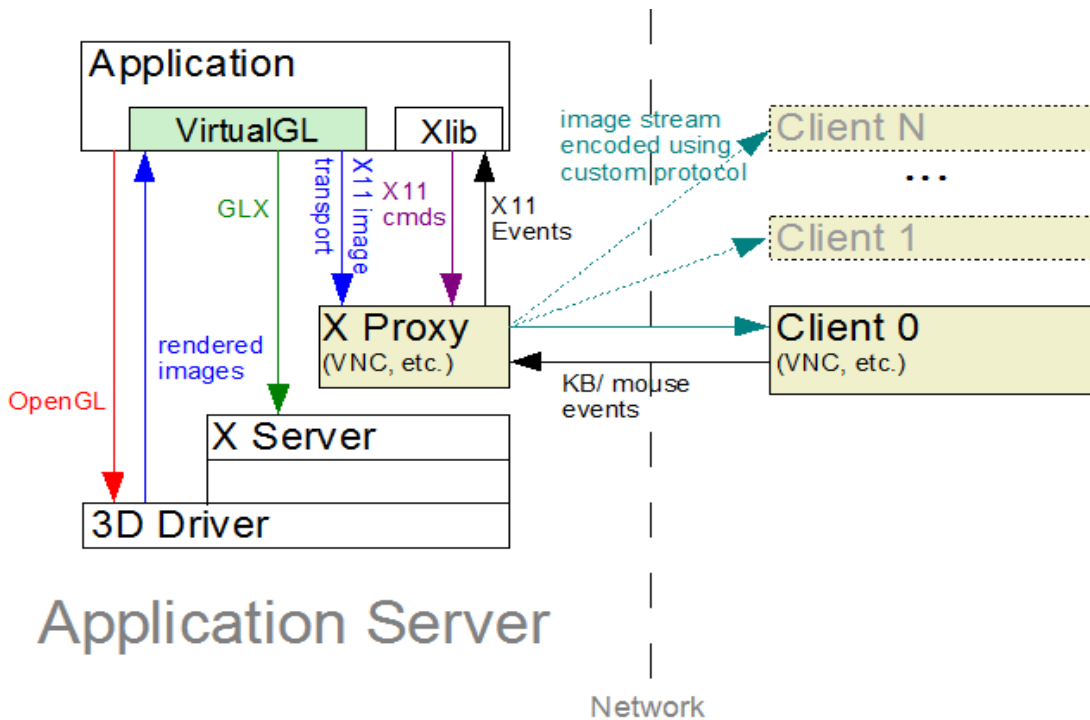 Application
VirtualGL
Xlib
image stream
encoded using
custom protocol
Client N
...
GLX
X11 image
transport
X11
cmds
X11
Events
Client 1
X Proxy
(VNC, etc.)
Client 0
(VNC, etc.)
rendered
images
KB/ mouse
events
OpenGL
X Server
3D Driver
Application Server
Network